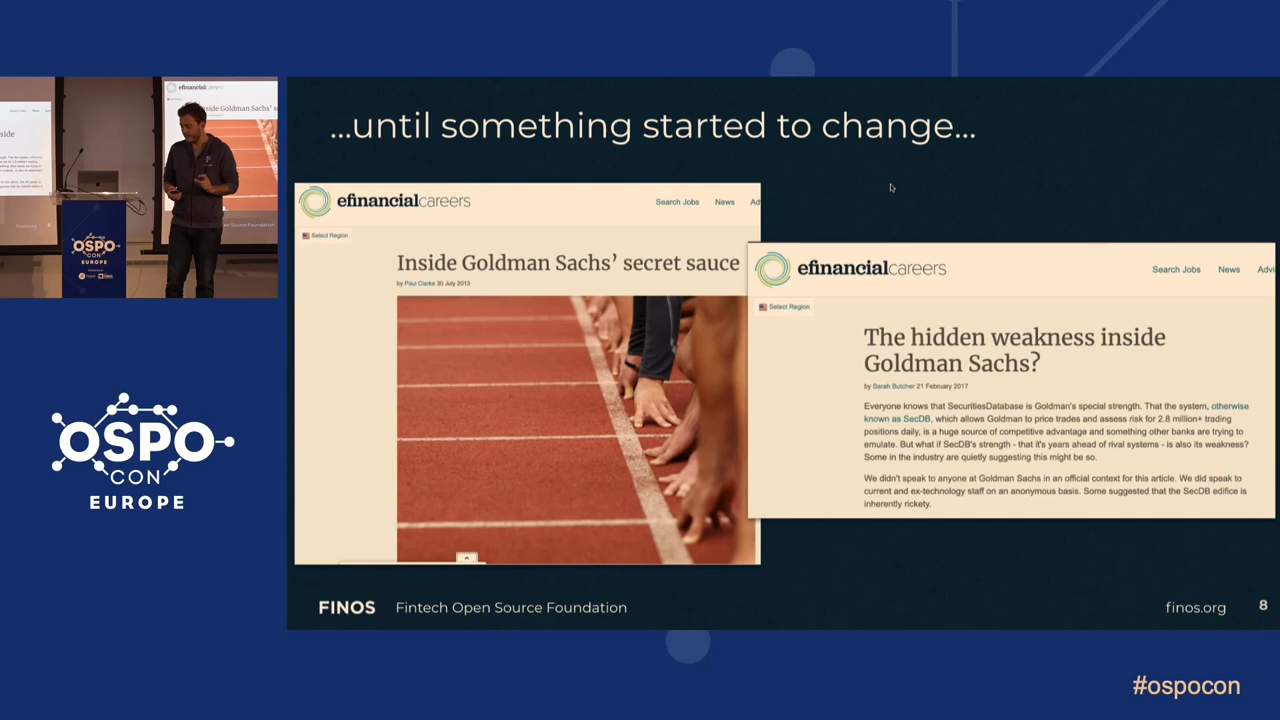 ...until something started to change...
efinancialcareers
Search Jobs News Ad
Select Region
Inside Goldman Sachs’ secret sauce
by Paul Clarke 30 July 2013
efinancialcareers
Search Jobs News Advi
Select Region
The hidden weakness inside
Goldman Sachs?
by Sarah Butcher 21 February 2017
Everyone knows that SecuritiesDatabase is Goldman's special strength. That the system, otherwise
known as SecDB, which allows Goldman to price trades and assess risk for 2.8 million+ trading
positions daily, is a huge source of competitive advantage and something other banks are trying to
emulate. But what if SecDB's strength - that it's years ahead of rival systems - is also its weakness?
Some in the industry are quietly suggesting this might be so.
We didn't speak to anyone at Goldman Sachs in an official context for this article. We did speak to
current and ex-technology staff on an anonymous basis. Some suggested that the SecDB edifice is
inherently rickety.
FINOS Fintech Open Source Foundation
finos.org 8
OSPO
CON
EUROPE
OSPO
CON
EUROPE
#ospocon